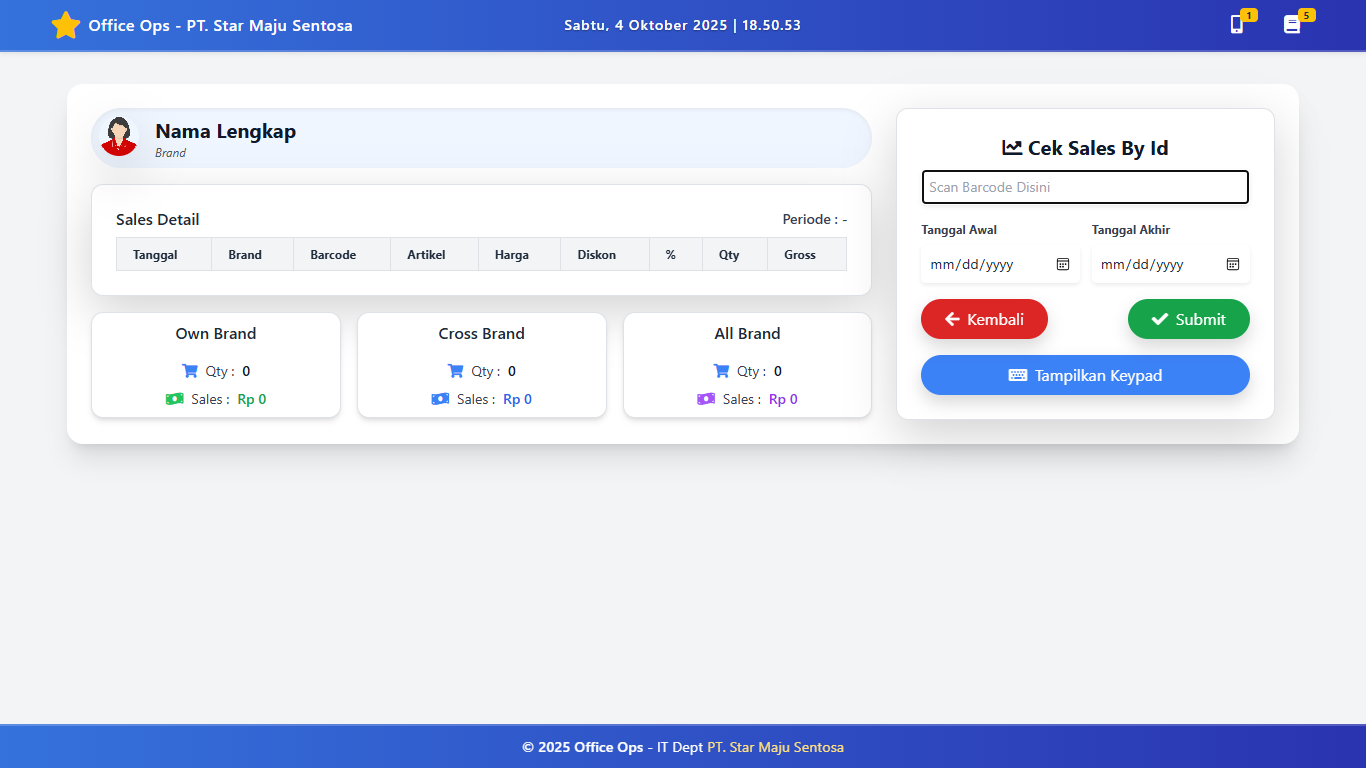 Office Ops - PT. Star Maju Sentosa
Sabtu, 4 Oktober 2025 | 18.50.53
1
5
Nama Lengkap
Brand
Sales Detail
Periode : -
Tanggal Brand Barcode Artikel Harga Diskon % Qty Gross
Own Brand
Qty : 0
Sales : Rp 0
Cross Brand
Qty : 0
Sales : Rp 0
All Brand
Qty : 0
Sales : Rp 0
Cek Sales By Id
Scan Barcode Disini
Tanggal Awal
Tanggal Akhir
mm/dd/yyyy
mm/dd/yyyy
Kembali
Submit
Tampilkan Keypad
© 2025 Office Ops - IT Dept PT. Star Maju Sentosa